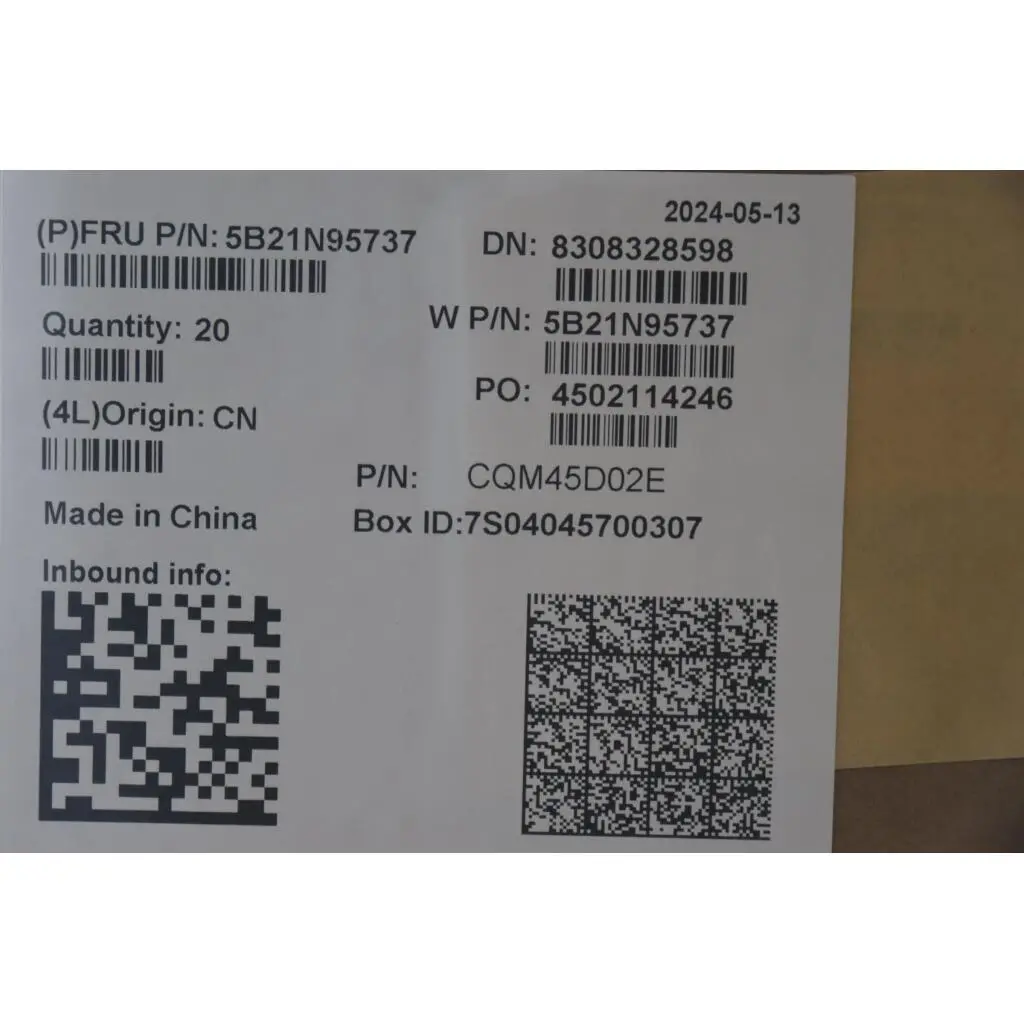 2024-05-13
(P)FRU P/N: 5B21N95737
DN: 8308328598
Quantity: 20
W P/N: 5B21N95737
(4L)Origin: CN
PO: 4502114246
P/N: CQM45D02E
Made in China
Box ID:7S04045700307
Inbound info: